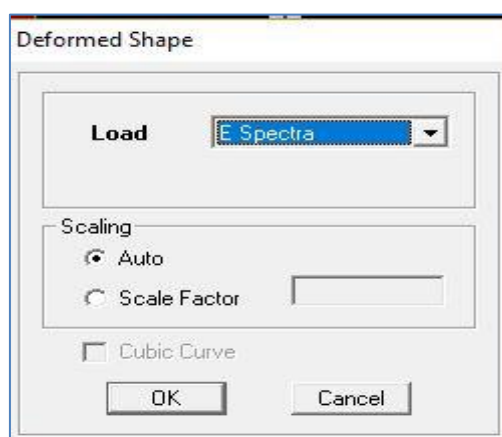 Deformed Shape
Load E Spectra
Scaling
Auto
Scale Factor
Cubic Curve
OK Cancel